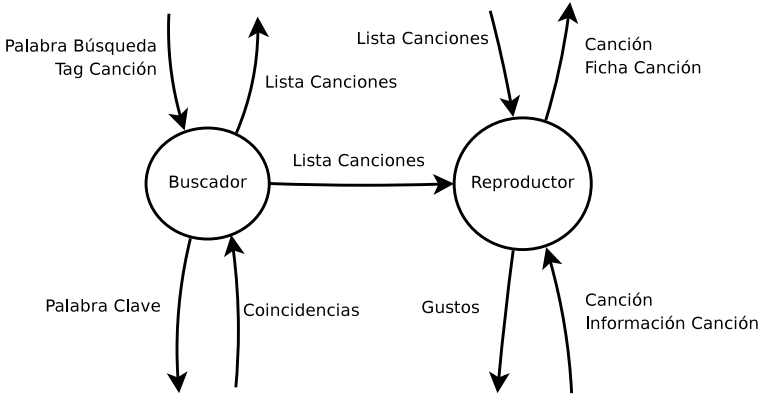 Palabra Búsqueda
Tag Canción
Lista Canciones
Lista Canciones
Canción
Ficha Canción
Lista Canciones
Buscador
Reproductor
Palabra Clave
Coincidencias
Gustos
Canción
Información Canción